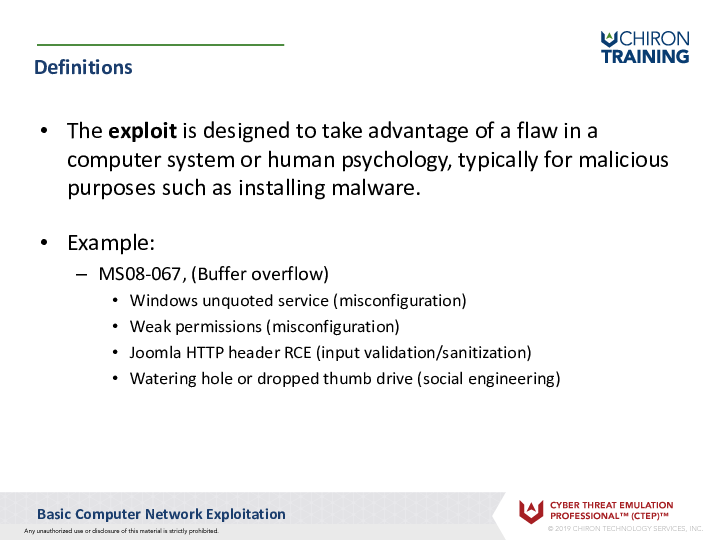 CHIRON
TRAINING
Definitions
• The exploit is designed to take advantage of a flaw in a
computer system or human psychology, typically for malicious
purposes such as installing malware.
• Example:
– MS08-067, (Buffer overflow)
• Windows unquoted service (misconfiguration)
• Weak permissions (misconfiguration)
• Joomla HTTP header RCE (input validation/sanitization)
• Watering hole or dropped thumb drive (social engineering)
Basic Computer Network Exploitation
Any unauthorized use or disclosure of this material is strictly prohibited.
CYBER THREAT EMULATION
PROFESSIONAL™ (CTEP)™
© 2019 CHIRON TECHNOLOGY SERVICES, INC.